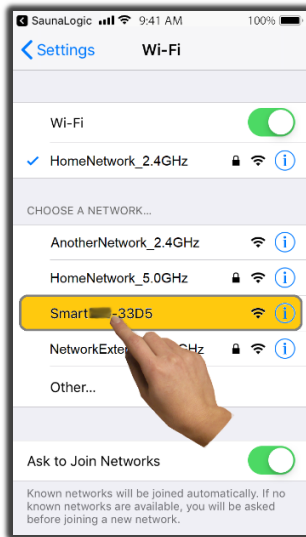 SaunaLogic 9:41 AM 100%
Settings Wi-Fi
Wi-Fi
HomeNetwork_2.4GHz
CHOOSE A NETWORK...
AnotherNetwork_2.4GHz
HomeNetwork_5.0GHz
Smart -33D5
GHz
Other...
Ask to Join Networks
Known networks will be joined automatically. If no
known networks are available, you will be asked
before joining a new network.